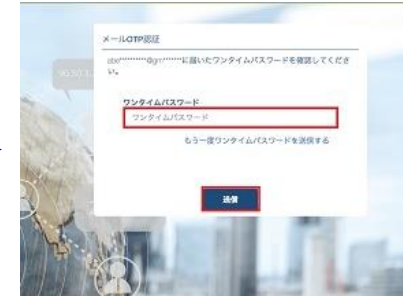 メールOTP認証
に届いたワンタイムパスワードを確認してくださ
い。
ワンタイムパスワード
ワンタイムパスワード
もう一度ワンタイムパスワードを送信する
送信